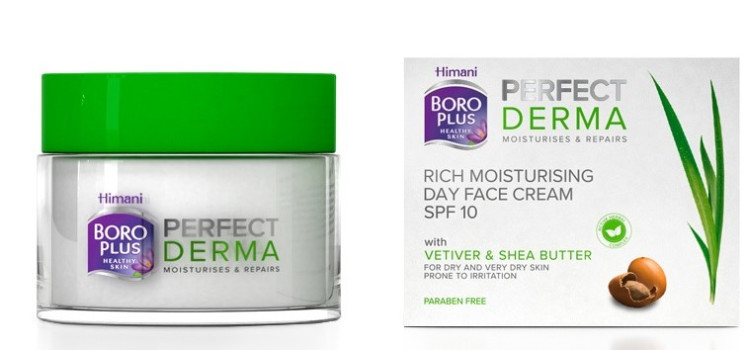 Himani
BORO
PLUS
HEALTHY
SKIN
PERFECT
DERMA
MOISTURISES & REPAIRS
Himani
BORO
PLUS
HEALTHY
SKIN
PERFECT
DERMA
MOISTURISES & REPAIRS
RICH MOISTURISING
DAY FACE CREAM
SPF 10
with
VETIVER & SHEA BUTTER
FOR DRY AND VERY DRY SKIN
PRONE TO IRRITATION
PARABEN FREE